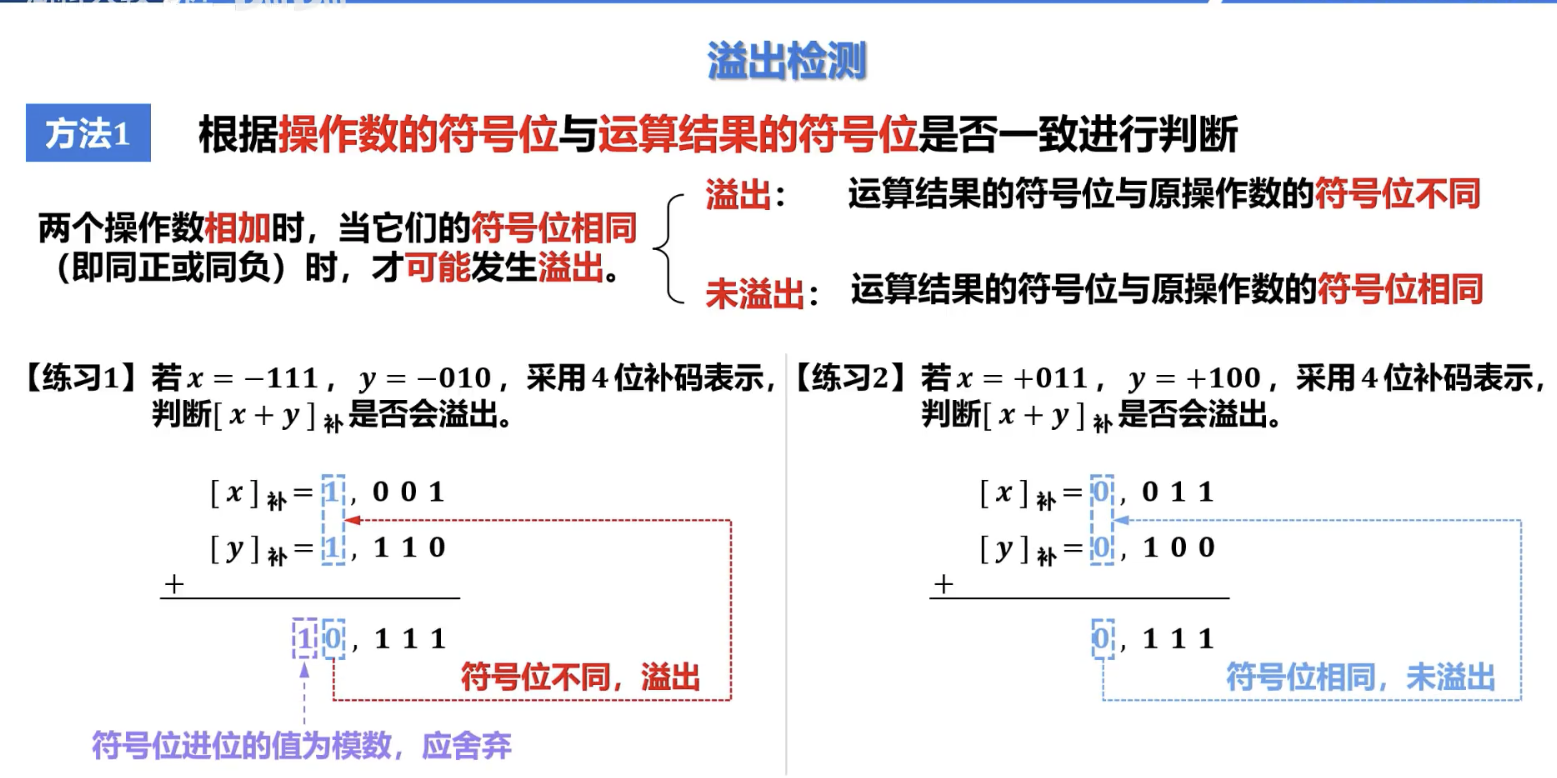 溢出检测
方法1
根据操作数的符号位与运算结果的符号位是否一致进行判断
两个操作数相加时，当它们的符号位相同
（即同正或同负）时，才可能发生溢出。
溢出： 运算结果的符号位与原操作数的符号位不同
未溢出： 运算结果的符号位与原操作数的符号位相同
【练习1】若 x = −111， y = −010，采用 4 位补码表示，
判断[ x + y ]补 是否会溢出。
[ x ]补 = 1, 0 0 1
[ y ]补 = 1, 1 1 0
+
1 0, 1 1 1
符号位不同，溢出
符号位进位的值为模数，应舍弃
【练习2】若 x = +011， y = +100，采用 4 位补码表示，
判断[ x + y ]补 是否会溢出。
[ x ]补 = 0, 0 1 1
[ y ]补 = 0, 1 0 0
+
0, 1 1 1
符号位相同，未溢出